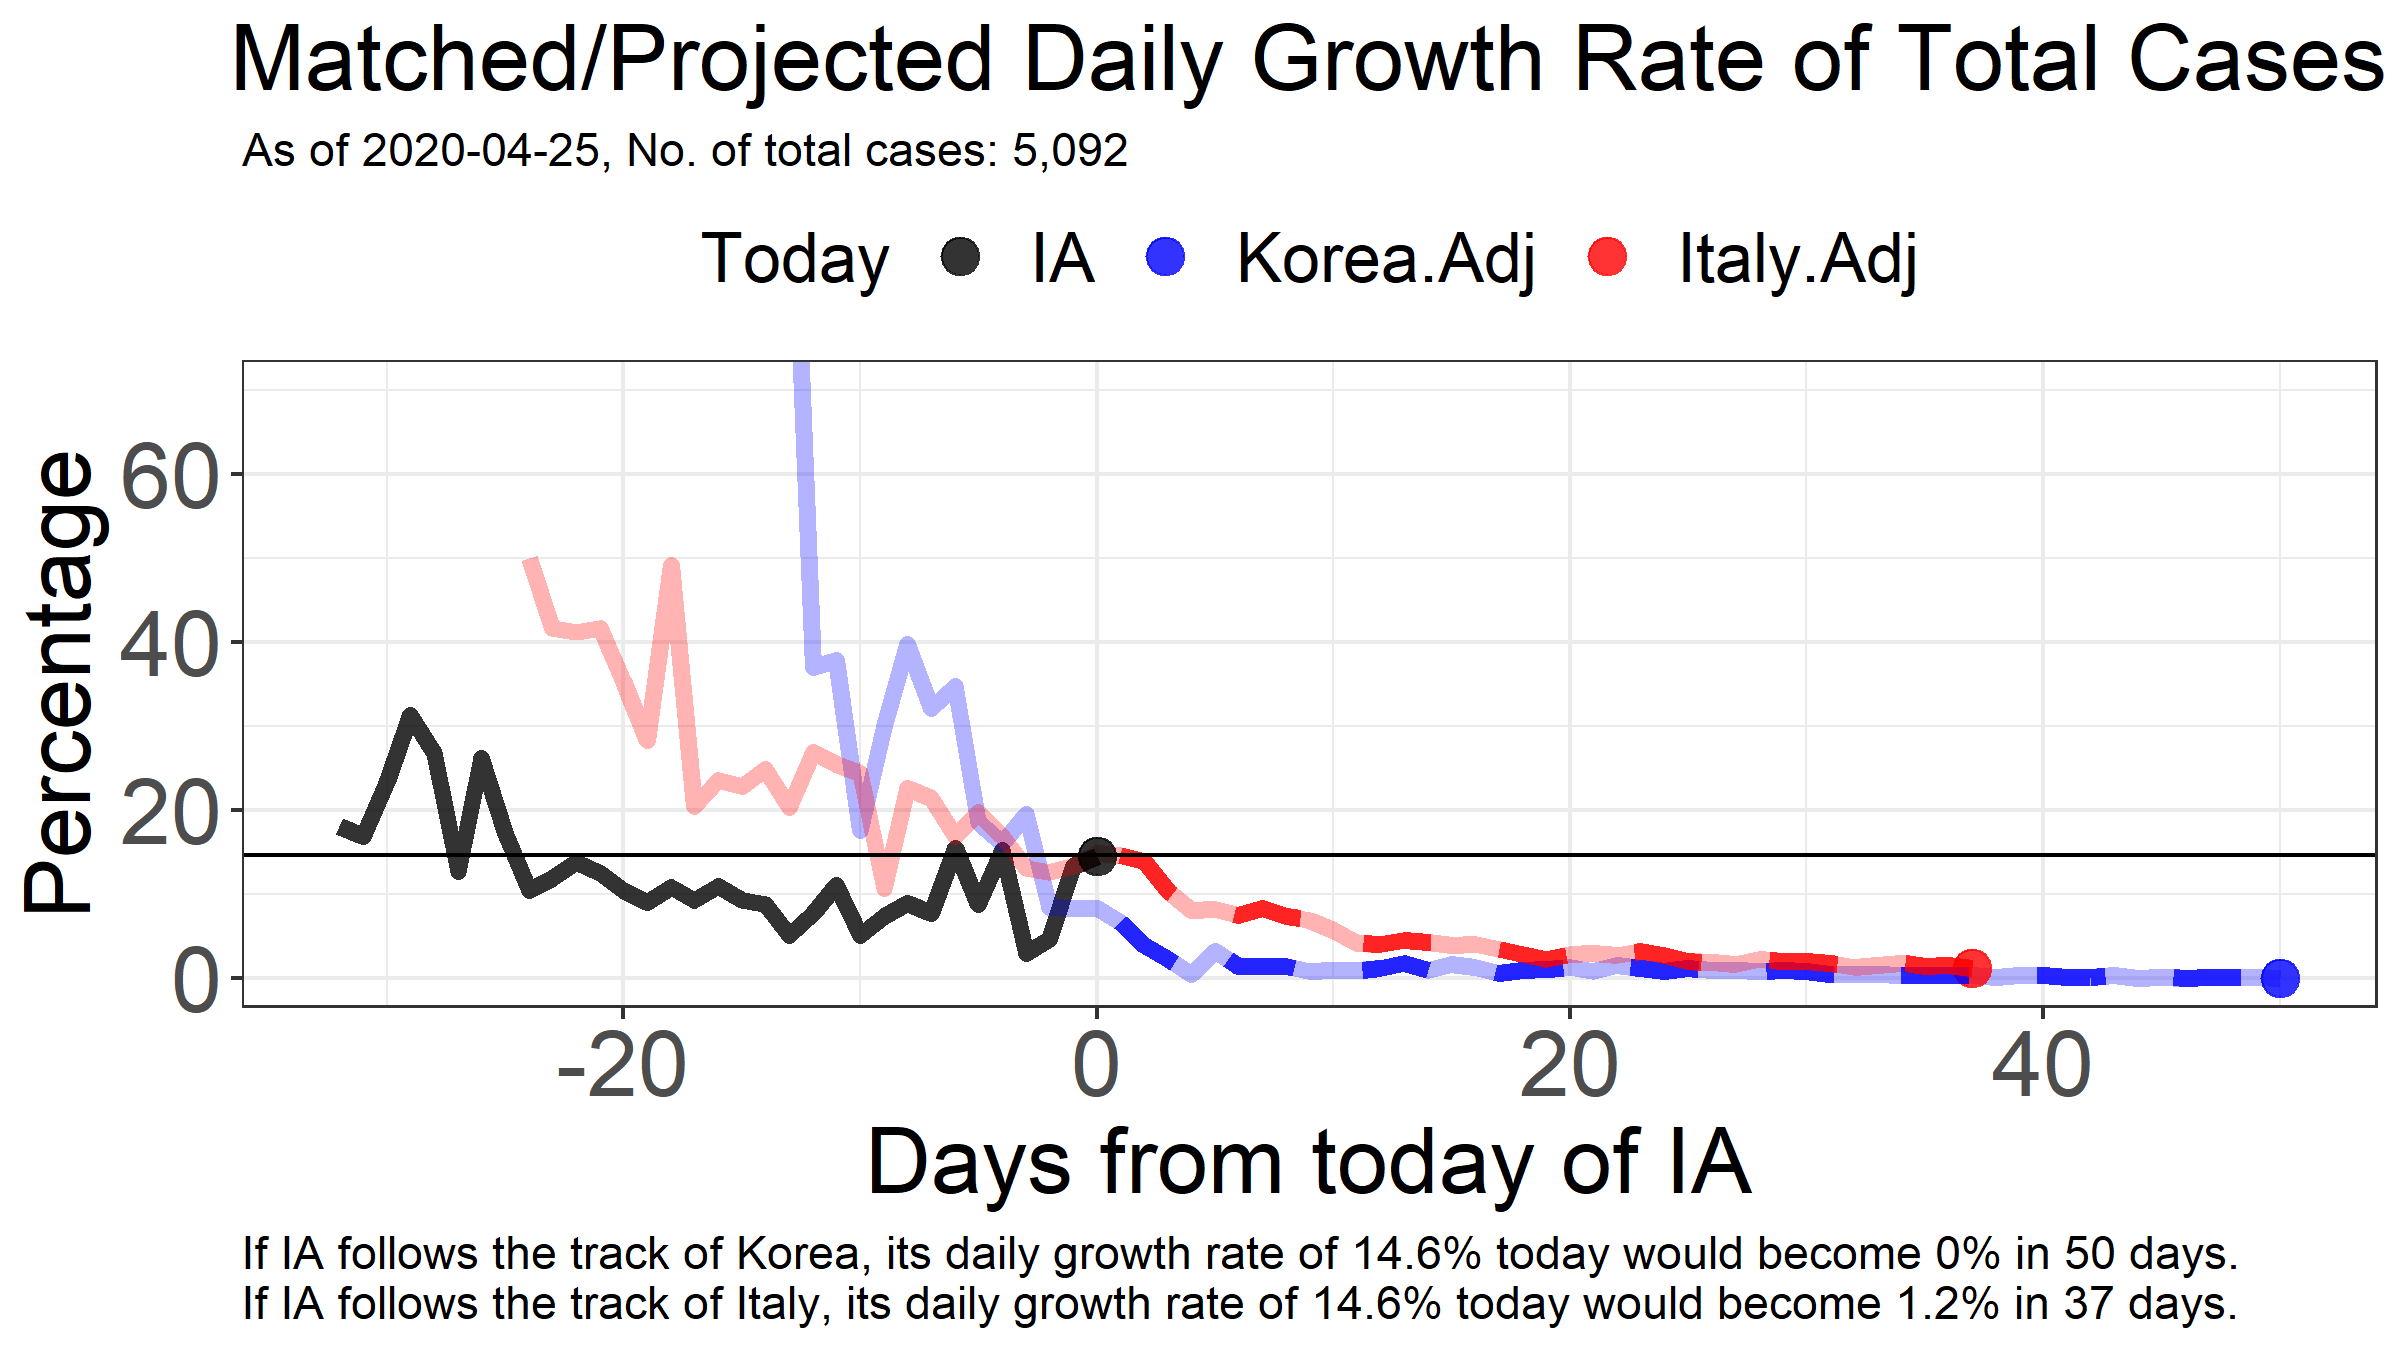 Matched/Projected Daily Growth Rate of Total Cases
As of 2020-04-25, No. of total cases: 5,092
Today IA Korea.Adj Italy.Adj
Percentage
60
40
20
0
-20 0 20 40
Days from today of IA
If IA follows the track of Korea, its daily growth rate of 14.6% today would become 0% in 50 days.
If IA follows the track of Italy, its daily growth rate of 14.6% today would become 1.2% in 37 days.